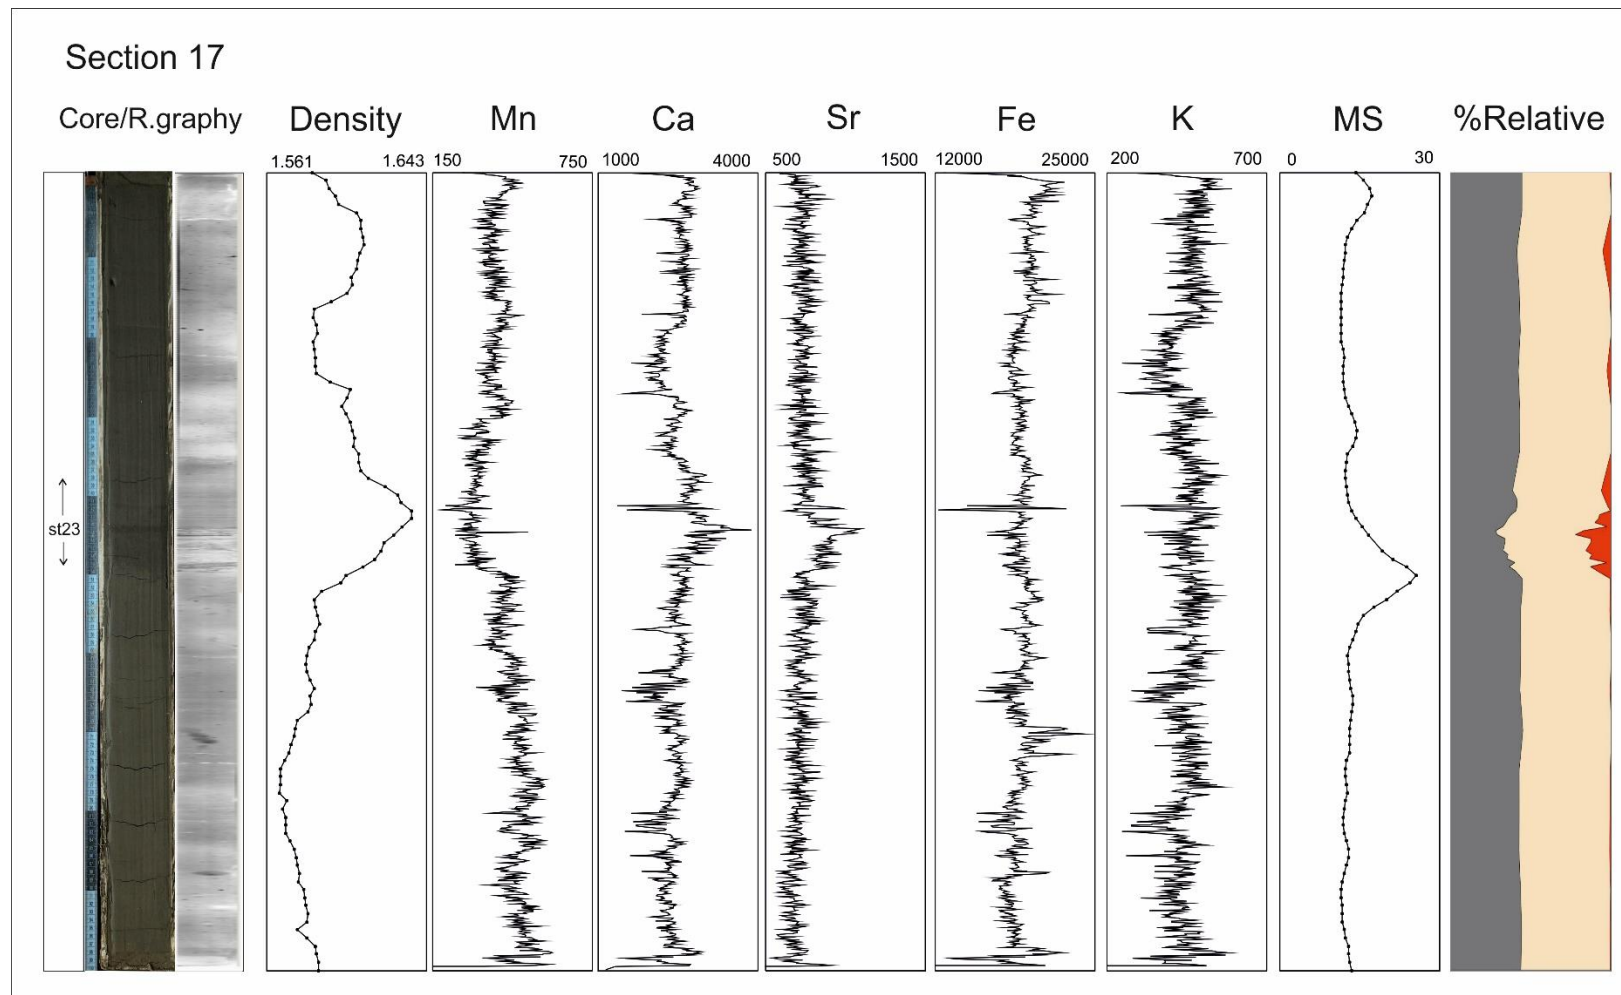 Section 17
Core/R.graphy Density Mn Ca Sr Fe K MS %Relative
1.561 1.643 150 750 1000 4000 500 1500 12000 25000 200 700 0 30
st23